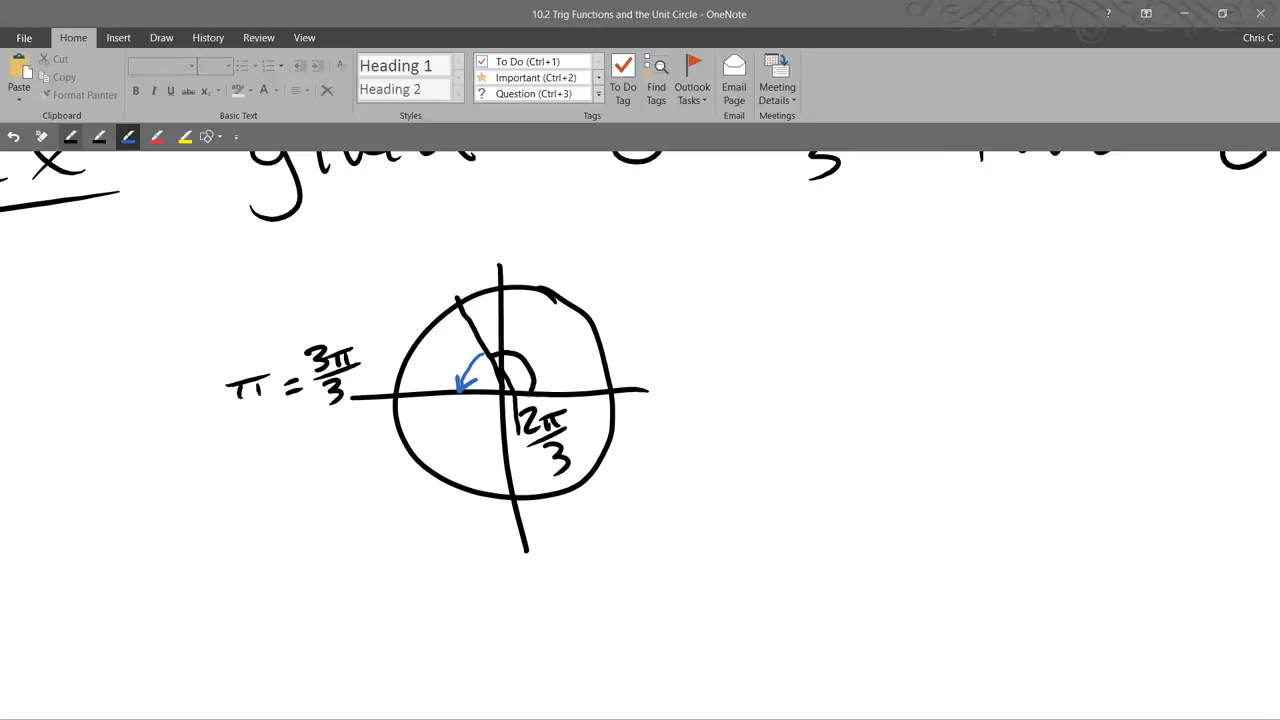 10.2 Trig Functions and the Unit Circle - OneNote
?
File Home Insert Draw History Review View
Chris C
Paste
Cut
Copy
Format Painter
Clipboard
B I U abc x A
Basic Text
Heading 1
Heading 2
Styles
To Do (Ctrl+1)
Important (Ctrl+2)
? Question (Ctrl+3)
To Do Tag
Find Tags
Tags
Outlook Tasks
Email Page
Email
Meeting Details
Meetings
π = 3π/3
2π/3